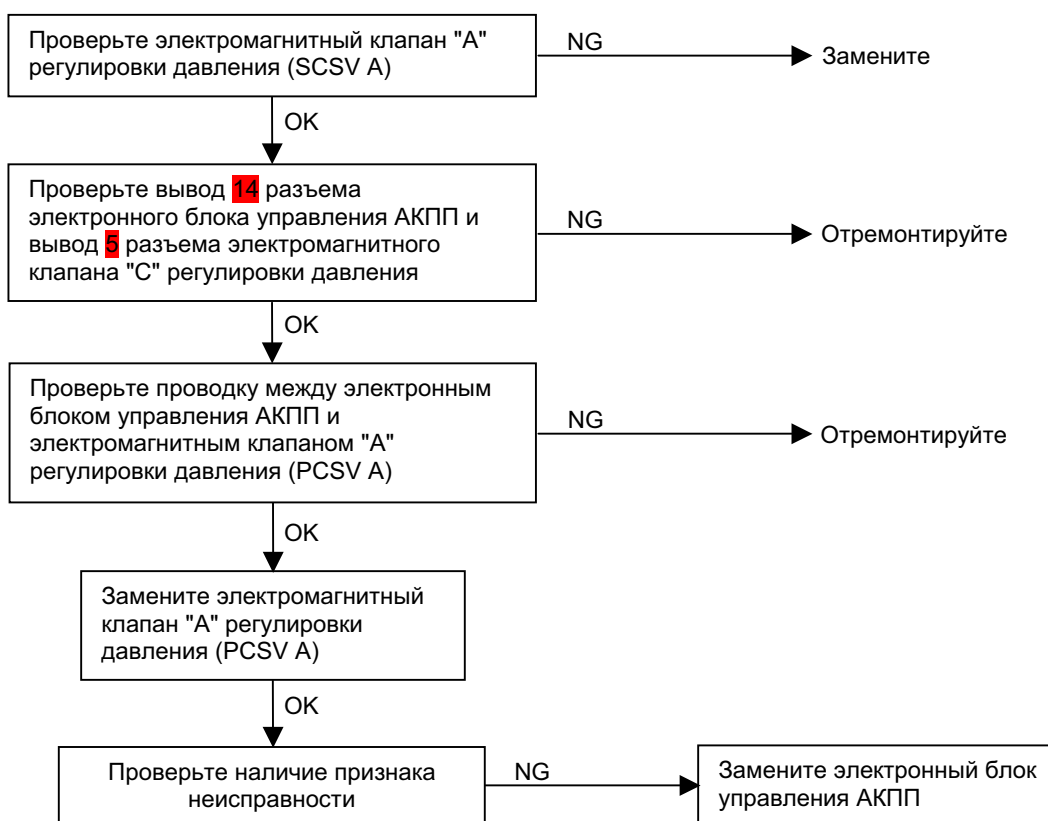 Проверьте электромагнитный клапан "А"
регулировки давления (SCSV A)
NG
Замените
OK
Проверьте вывод 14 разъема
электронного блока управления АКПП и
вывод 5 разъема электромагнитного
клапана "С" регулировки давления
NG
Отремонтируйте
OK
Проверьте проводку между электронным
блоком управления АКПП и
электромагнитным клапаном "А"
регулировки давления (PCSV A)
NG
Отремонтируйте
OK
Замените электромагнитный
клапан "А" регулировки
давления (PCSV A)
OK
Проверьте наличие признака
неисправности
NG
Замените электронный блок
управления АКПП